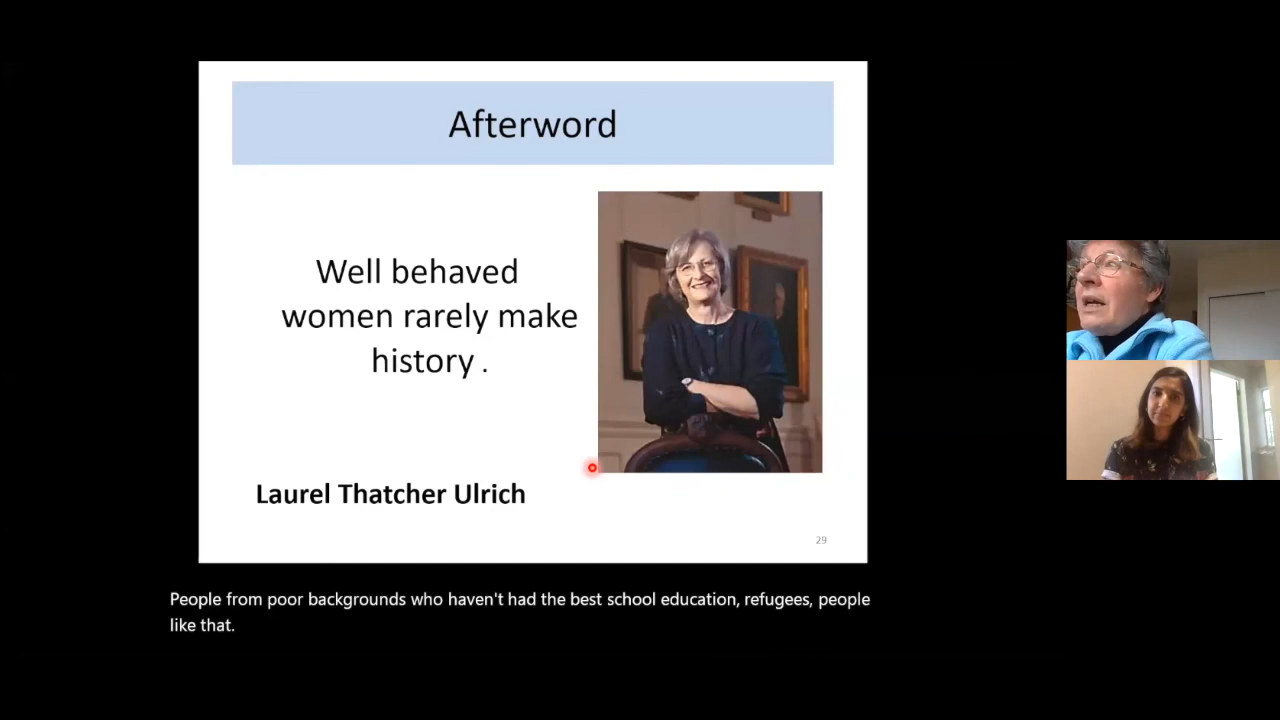 Afterword
Well behaved
women rarely make
history .
Laurel Thatcher Ulrich
29
People from poor backgrounds who haven't had the best school education, refugees, people
like that.